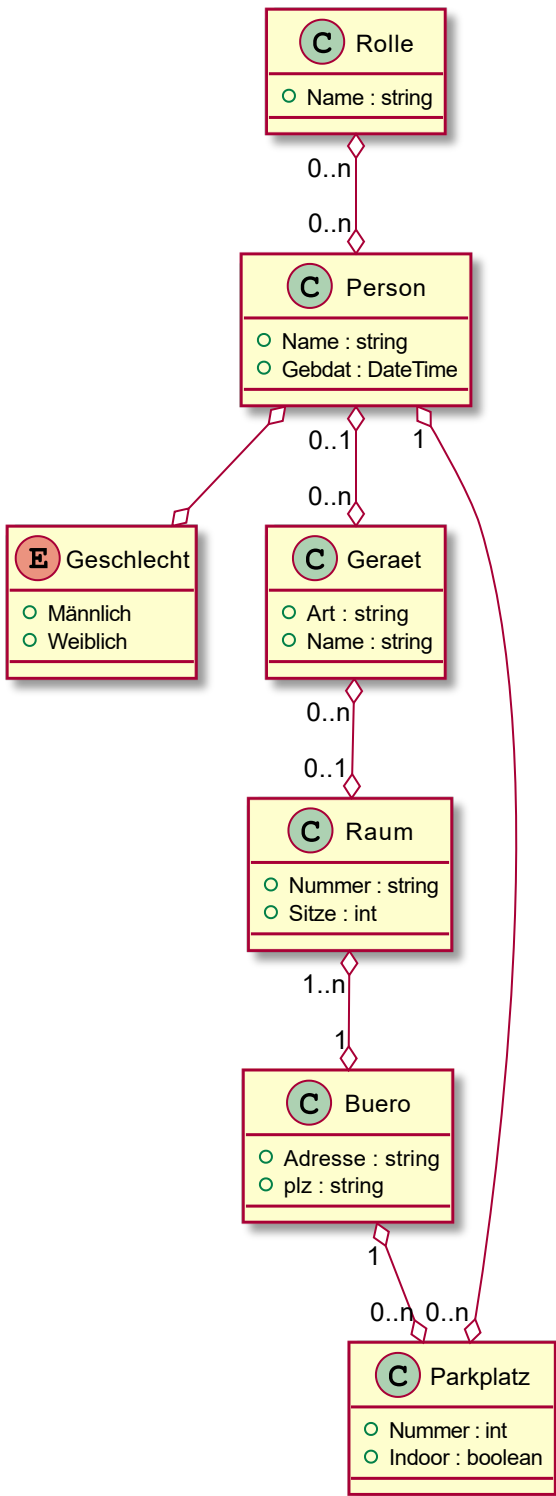 C Rolle
Name : string
0..n
0..n
C Person
Name : string
Gebdat : DateTime
0..1
1
0..n
E Geschlecht
Männlich
Weiblich
C Geraet
Art : string
Name : string
0..n
0..1
C Raum
Nummer : string
Sitze : int
1..n
1
C Buero
Adresse : string
plz : string
1
0..n
0..n
C Parkplatz
Nummer : int
Indoor : boolean